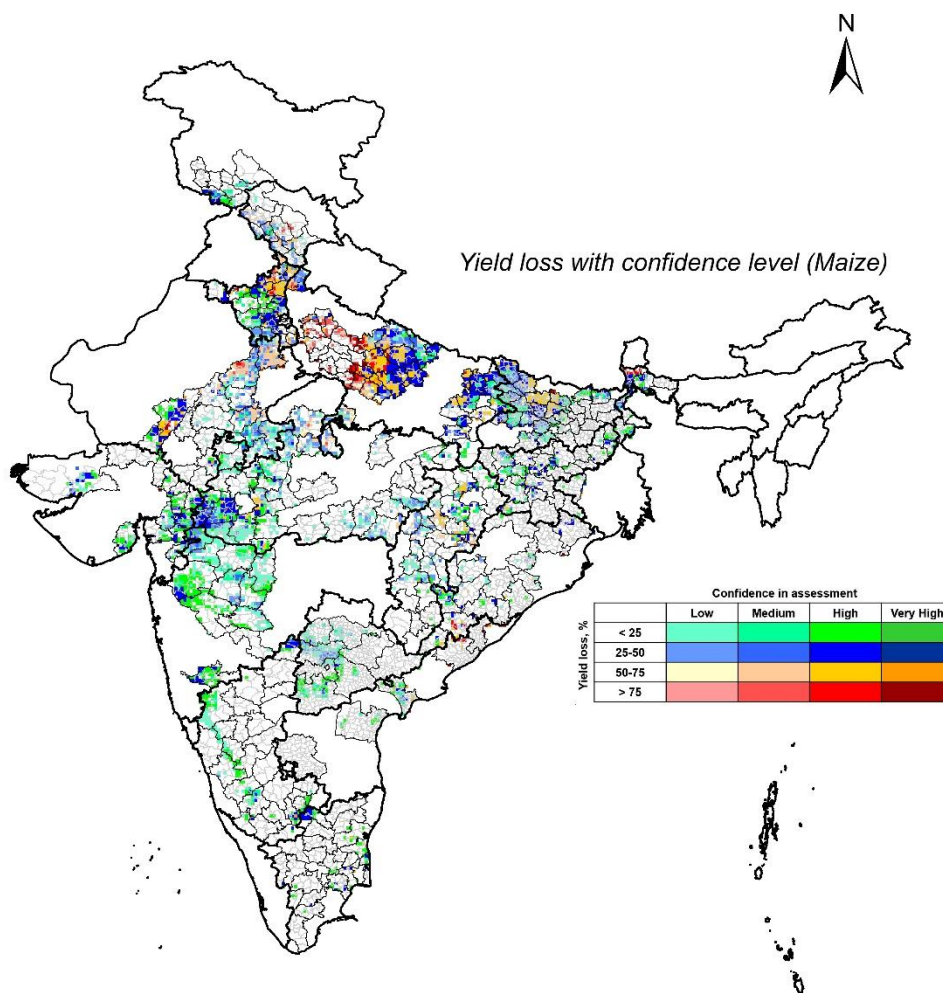 N
Yield loss with confidence level (Maize)
Confidence in assessment
Low Medium High Very High
Yield loss, %
< 25
25-50
50-75
> 75